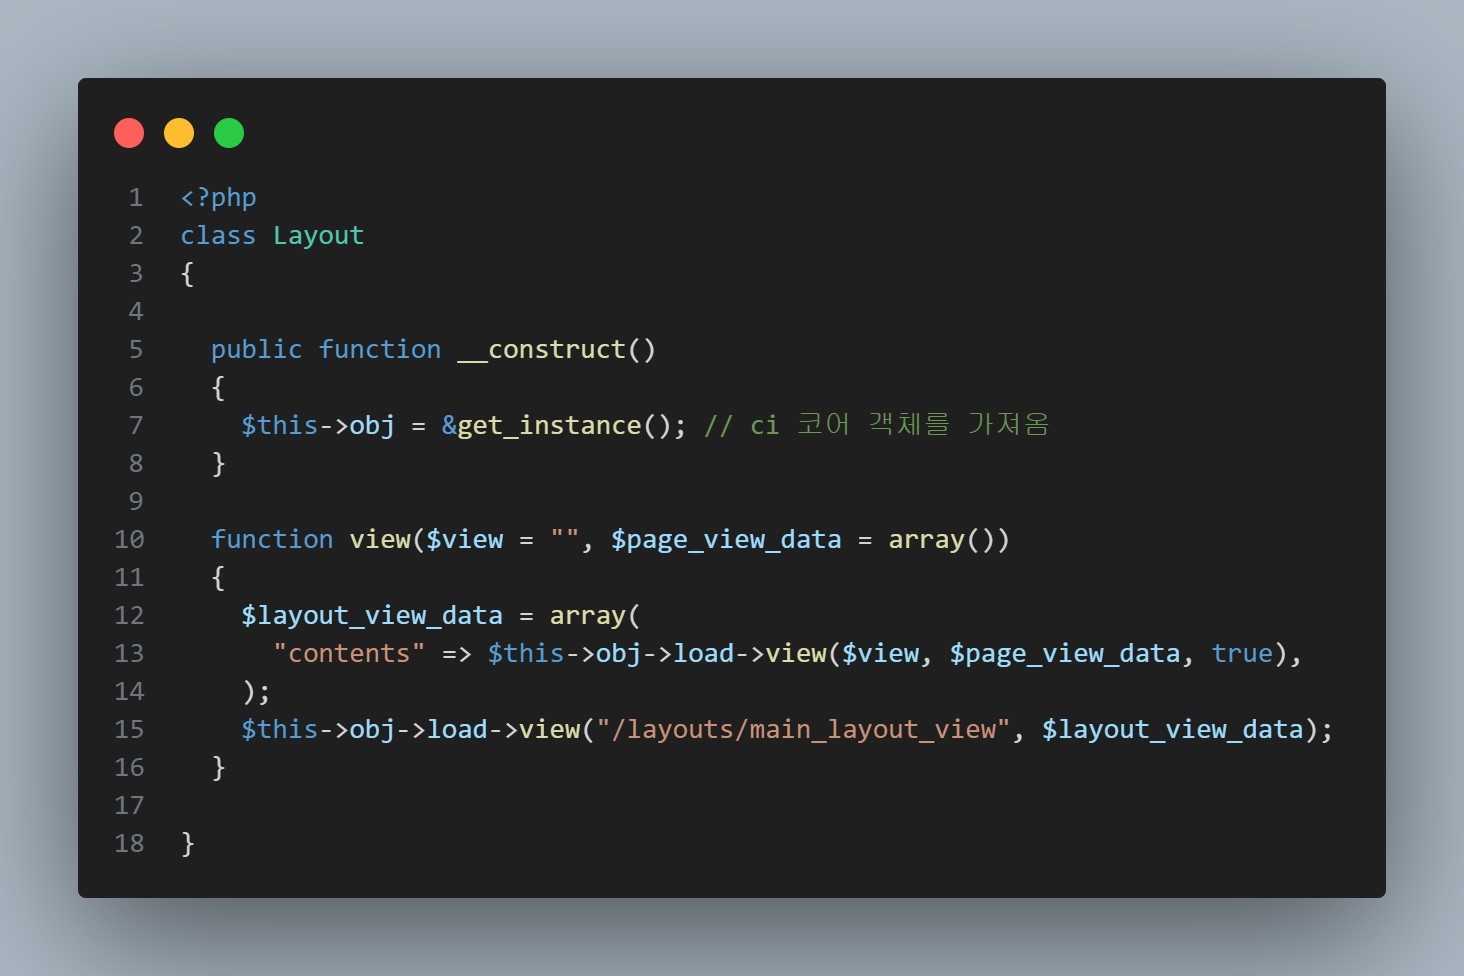 1 <?php
2 class Layout
3 {
4
5   public function __construct()
6   {
7     $this->obj = &get_instance(); // ci 코어 객체를 가져옴
8   }
9
10   function view($view = "", $page_view_data = array())
11   {
12     $layout_view_data = array(
13       "contents" => $this->obj->load->view($view, $page_view_data, true),
14     );
15     $this->obj->load->view("/layouts/main_layout_view", $layout_view_data);
16   }
17
18 }